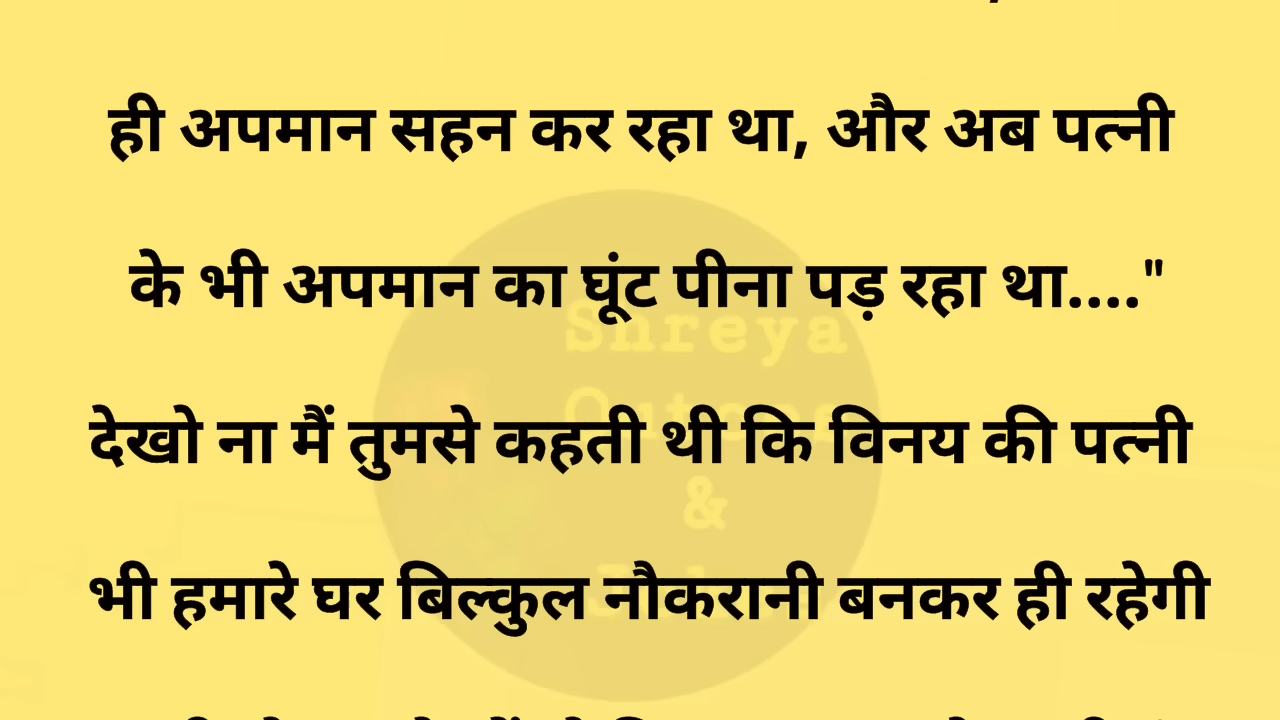 ही अपमान सहन कर रहा था, और अब पत्नी
के भी अपमान का घूंट पीना पड़ रहा था...."
Shreya
देखो ना मैं तुमसे कहती थी कि विनय की पत्नी
&
भी हमारे घर बिल्कुल नौकरानी बनकर ही रहेगी